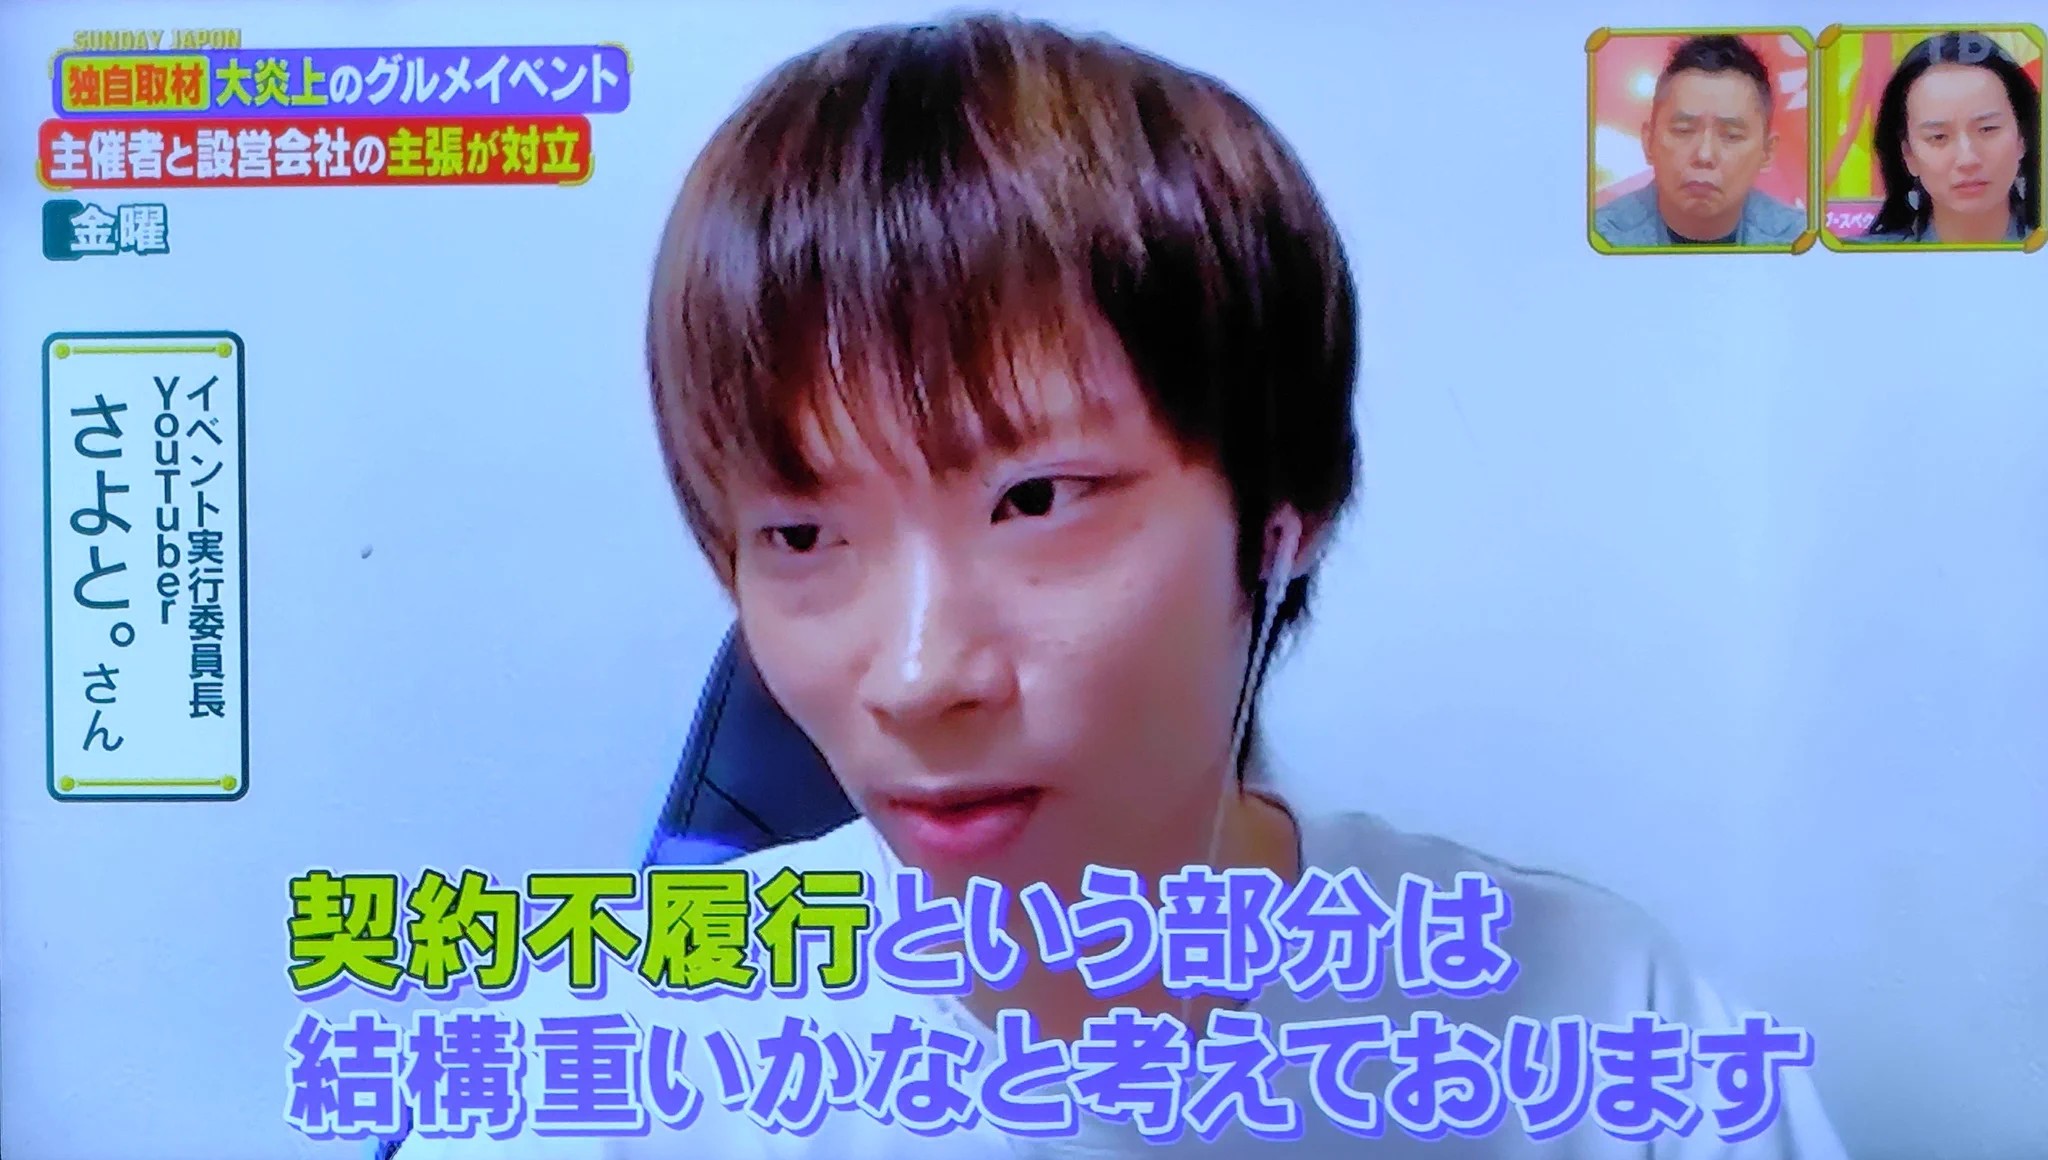 SUNDAY JAPON
独自取材 大炎上のグルメイベント
主催者と設営会社の主張が対立
金曜
イベント実行委員長
YouTuber
さよと。さん
契約不履行という部分は
結構重いかなと考えております